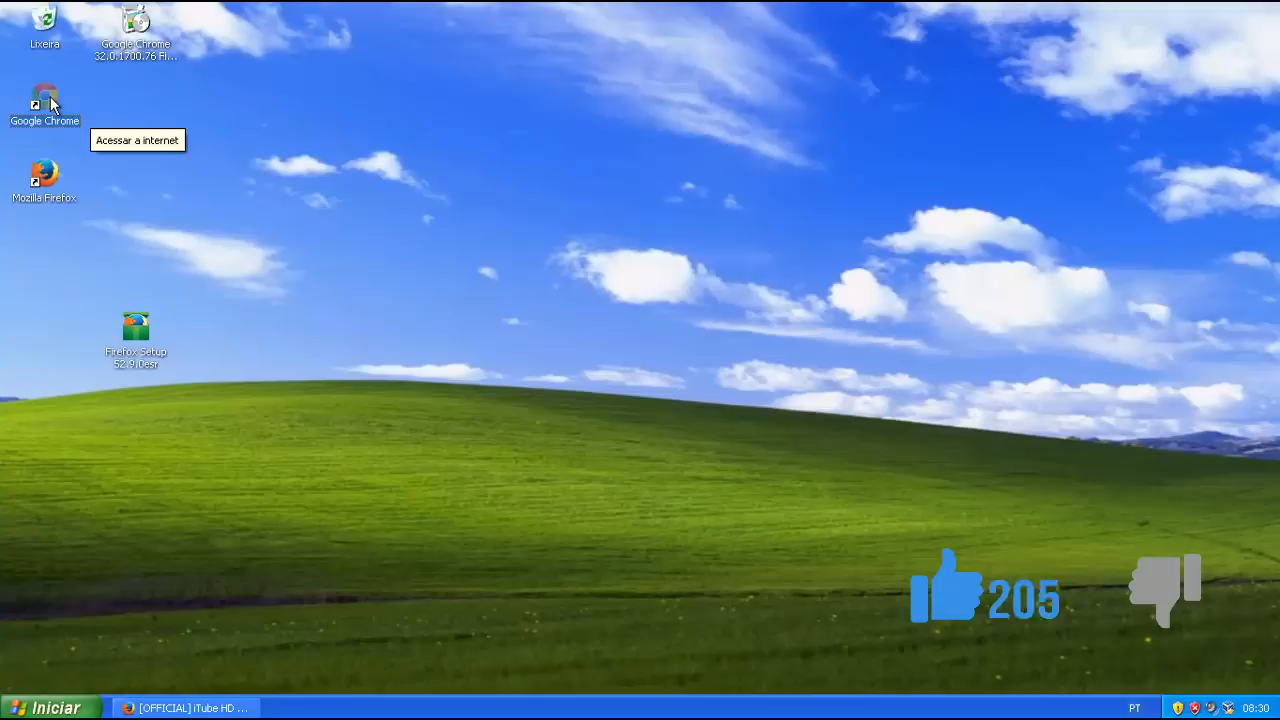 Lixeira
Google Chrome
32.0.1700.76 Fi...
Google Chrome
Acessar a internet
Mozilla Firefox
Firefox Setup
52.9.0esr
205
Iniciar
[OFFICIAL] iTube HD ...
PT
08:30